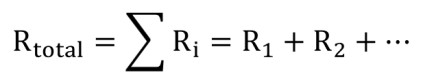 R_total = ∑ R_i = R_1 + R_2 + ⋯